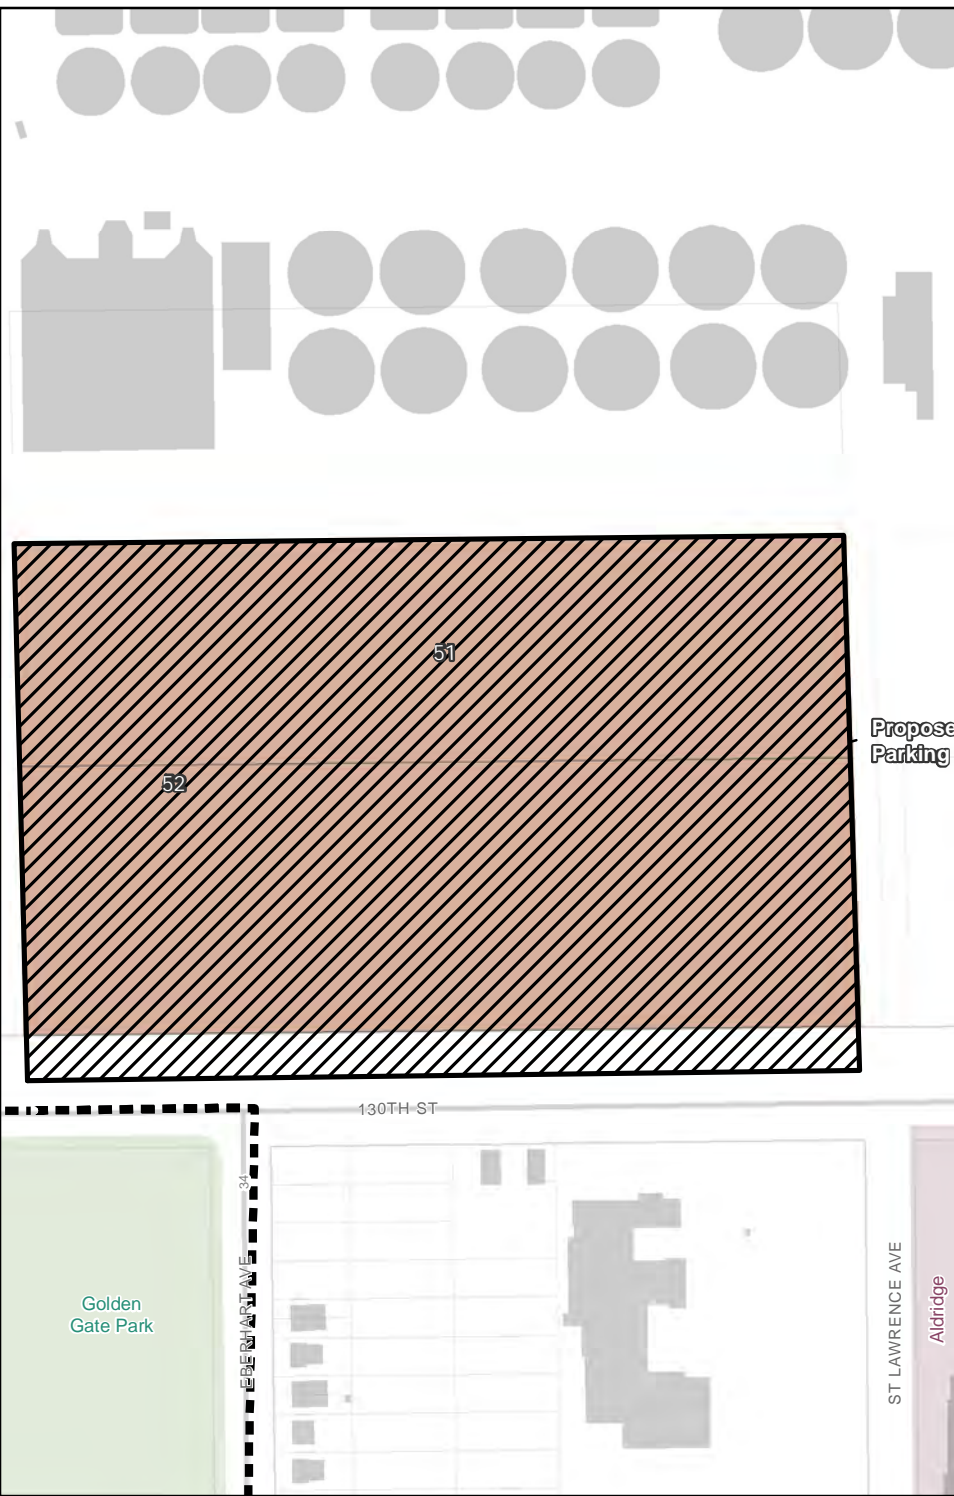 51
Propose
Parking
52
130TH ST
34
EBERHART AVE
Golden
Gate Park
ST LAWRENCE AVE
Aldridge